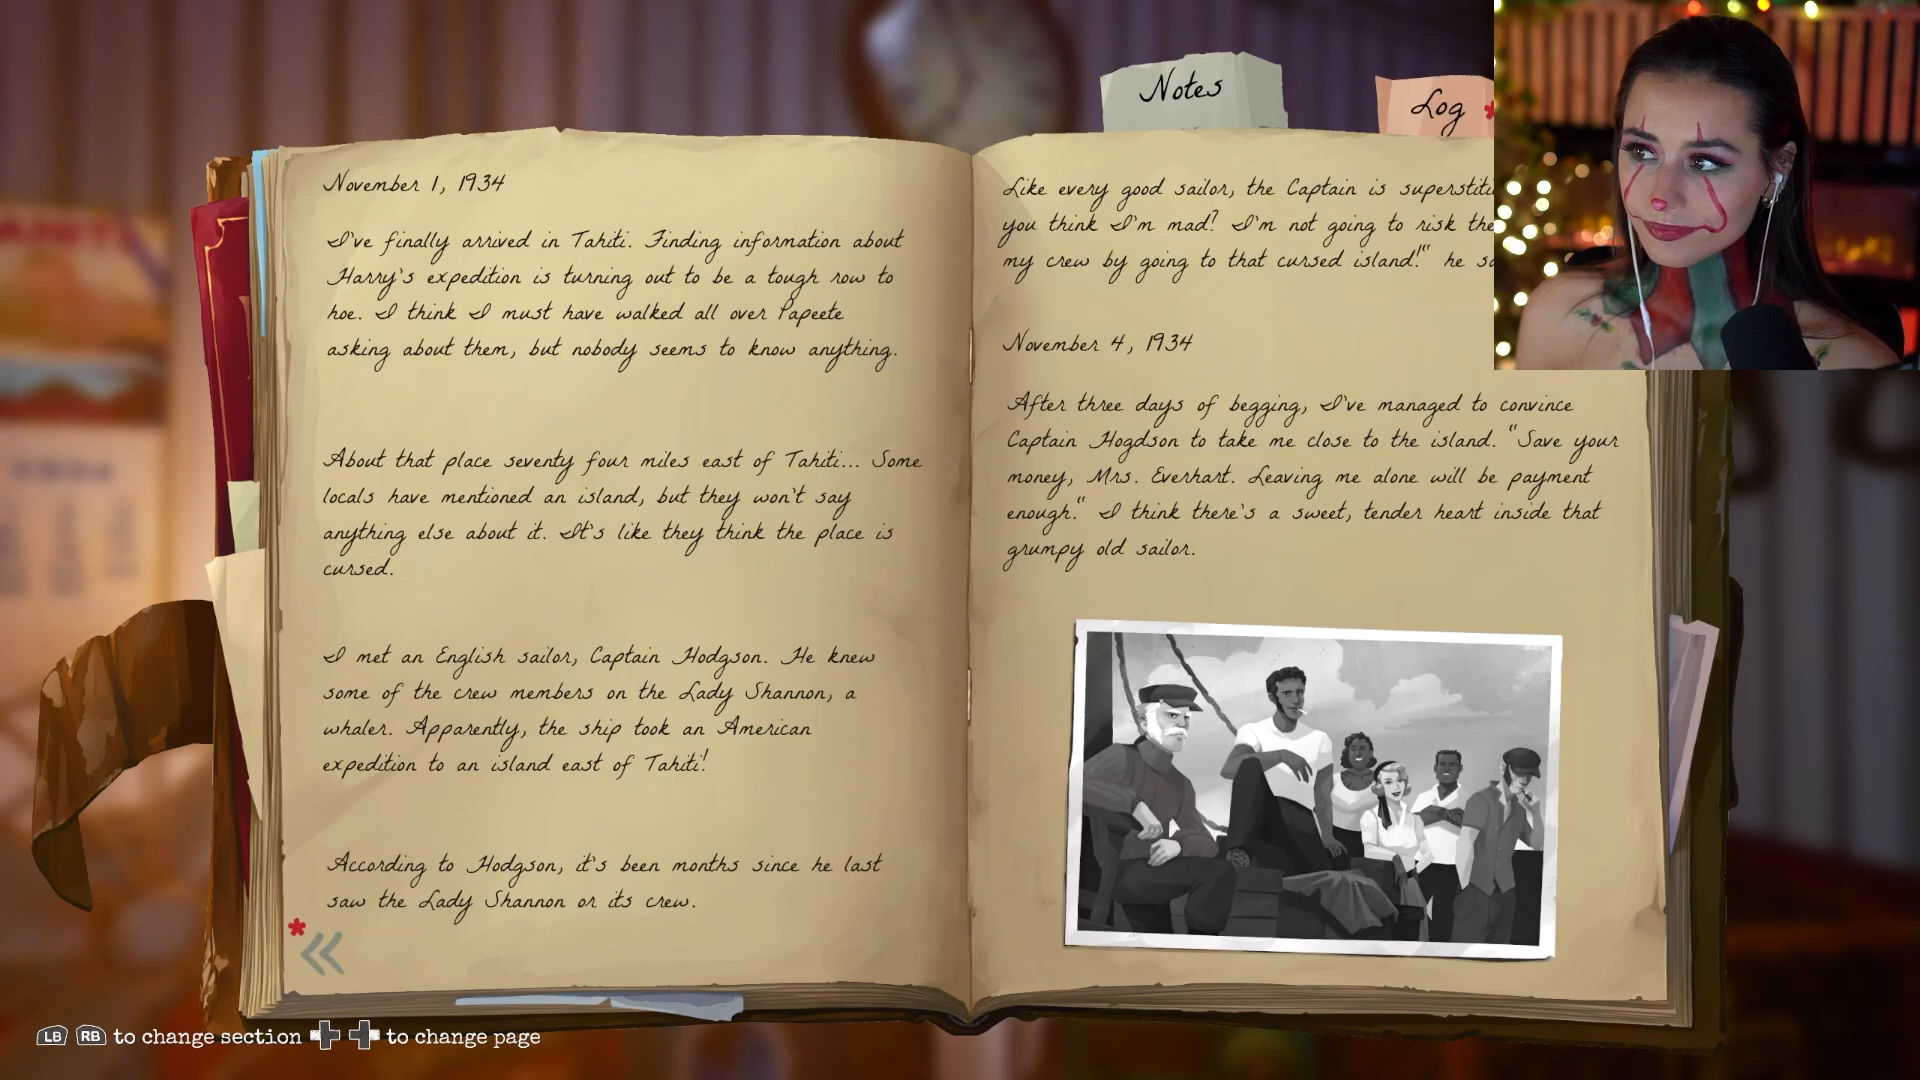 Notes
Log *
November 1, 1934
I've finally arrived in Tahiti. Finding information about
Harry's expedition is turning out to be a tough row to
hoe. I think I must have walked all over Papeete
asking about them, but nobody seems to know anything.
About that place seventy four miles east of Tahiti... Some
locals have mentioned an island, but they won't say
anything else about it. It's like they think the place is
cursed.
I met an English sailor, Captain Hodgson. He knew
some of the crew members on the Lady Shannon, a
whaler. Apparently, the ship took an American
expedition to an island east of Tahiti!
According to Hodgson, it's been months since he last
saw the Lady Shannon or its crew.
Like every good sailor, the Captain is superstiti
you think I'm mad? I'm not going to risk the
my crew by going to that cursed island!" he s
November 4, 1934
After three days of begging, I've managed to convince
Captain Hogdson to take me close to the island. "Save your
money, Mrs. Everhart. Leaving me alone will be payment
enough." I think there's a sweet, tender heart inside that
grumpy old sailor.
LB RB to change section to change page